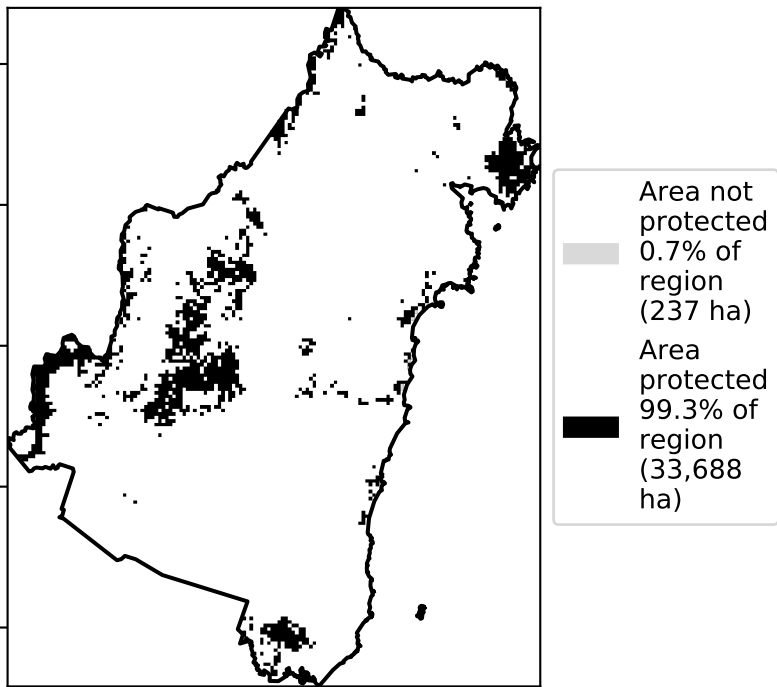 Area not
protected
0.7% of
region
(237 ha)
Area
protected
99.3% of
region
(33,688
ha)